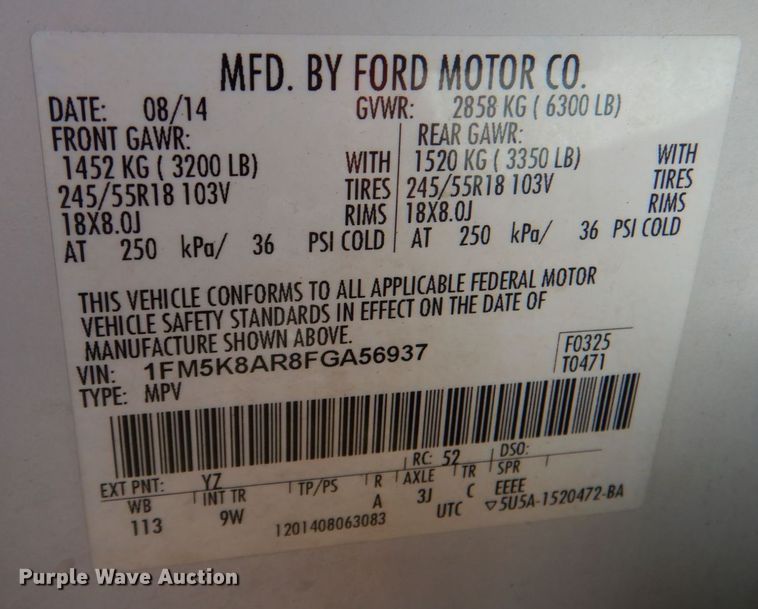 MFD. BY FORD MOTOR CO.
DATE: 08/14 GVWR: 2858 KG ( 6300 LB)
FRONT GAWR: REAR GAWR:
1452 KG ( 3200 LB) WITH 1520 KG ( 3350 LB) WITH
245/55R18 103V TIRES 245/55R18 103V TIRES
18X8.0J RIMS 18X8.0J RIMS
AT 250 kPa/ 36 PSI COLD AT 250 kPa/ 36 PSI COLD
THIS VEHICLE CONFORMS TO ALL APPLICABLE FEDERAL MOTOR
VEHICLE SAFETY STANDARDS IN EFFECT ON THE DATE OF
MANUFACTURE SHOWN ABOVE.
VIN: 1FM5K8AR8FGA56937 F0325
TYPE: MPV T0471
EXT PNT: YZ RC: 52 DSO:
WB INT TR TP/PS R AXLE TR SPR
113 9W A 3J C EEEE
1201408063083 UTC ▽5U5A-1520472-BA
Purple Wave Auction